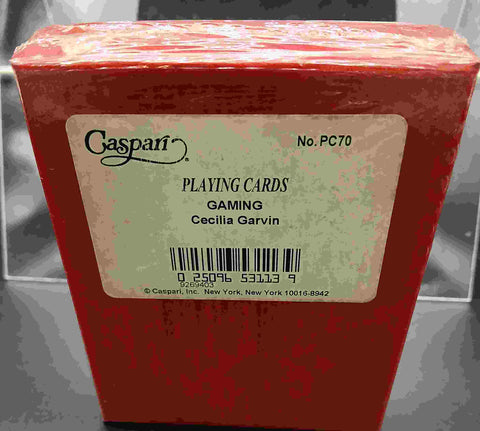 Caspari®
No. PC70
PLAYING CARDS
GAMING
Cecilia Garvin
0 25096 53113 9
9269403
© Caspari, Inc. New York, New York 10016-8942